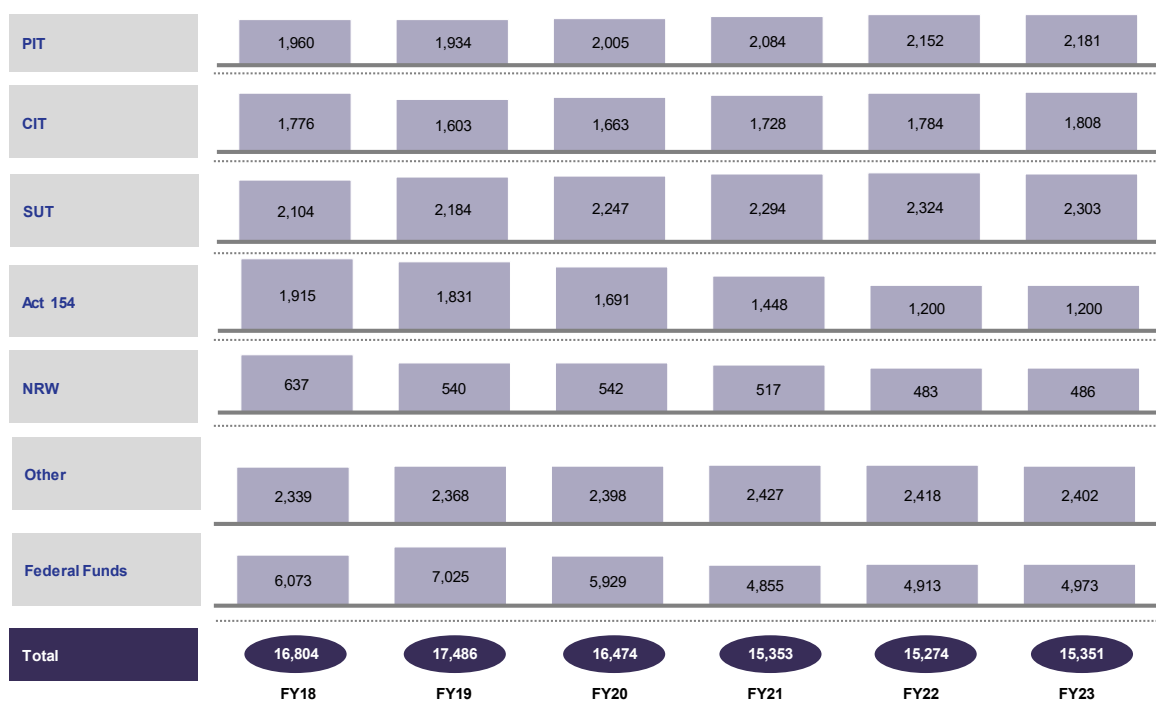 PIT 1,960 1,934 2,005 2,084 2,152 2,181
CIT 1,776 1,603 1,663 1,728 1,784 1,808
SUT 2,104 2,184 2,247 2,294 2,324 2,303
Act 154 1,915 1,831 1,691 1,448 1,200 1,200
NRW 637 540 542 517 483 486
Other 2,339 2,368 2,398 2,427 2,418 2,402
Federal Funds 6,073 7,025 5,929 4,855 4,913 4,973
Total 16,804 17,486 16,474 15,353 15,274 15,351
FY18 FY19 FY20 FY21 FY22 FY23